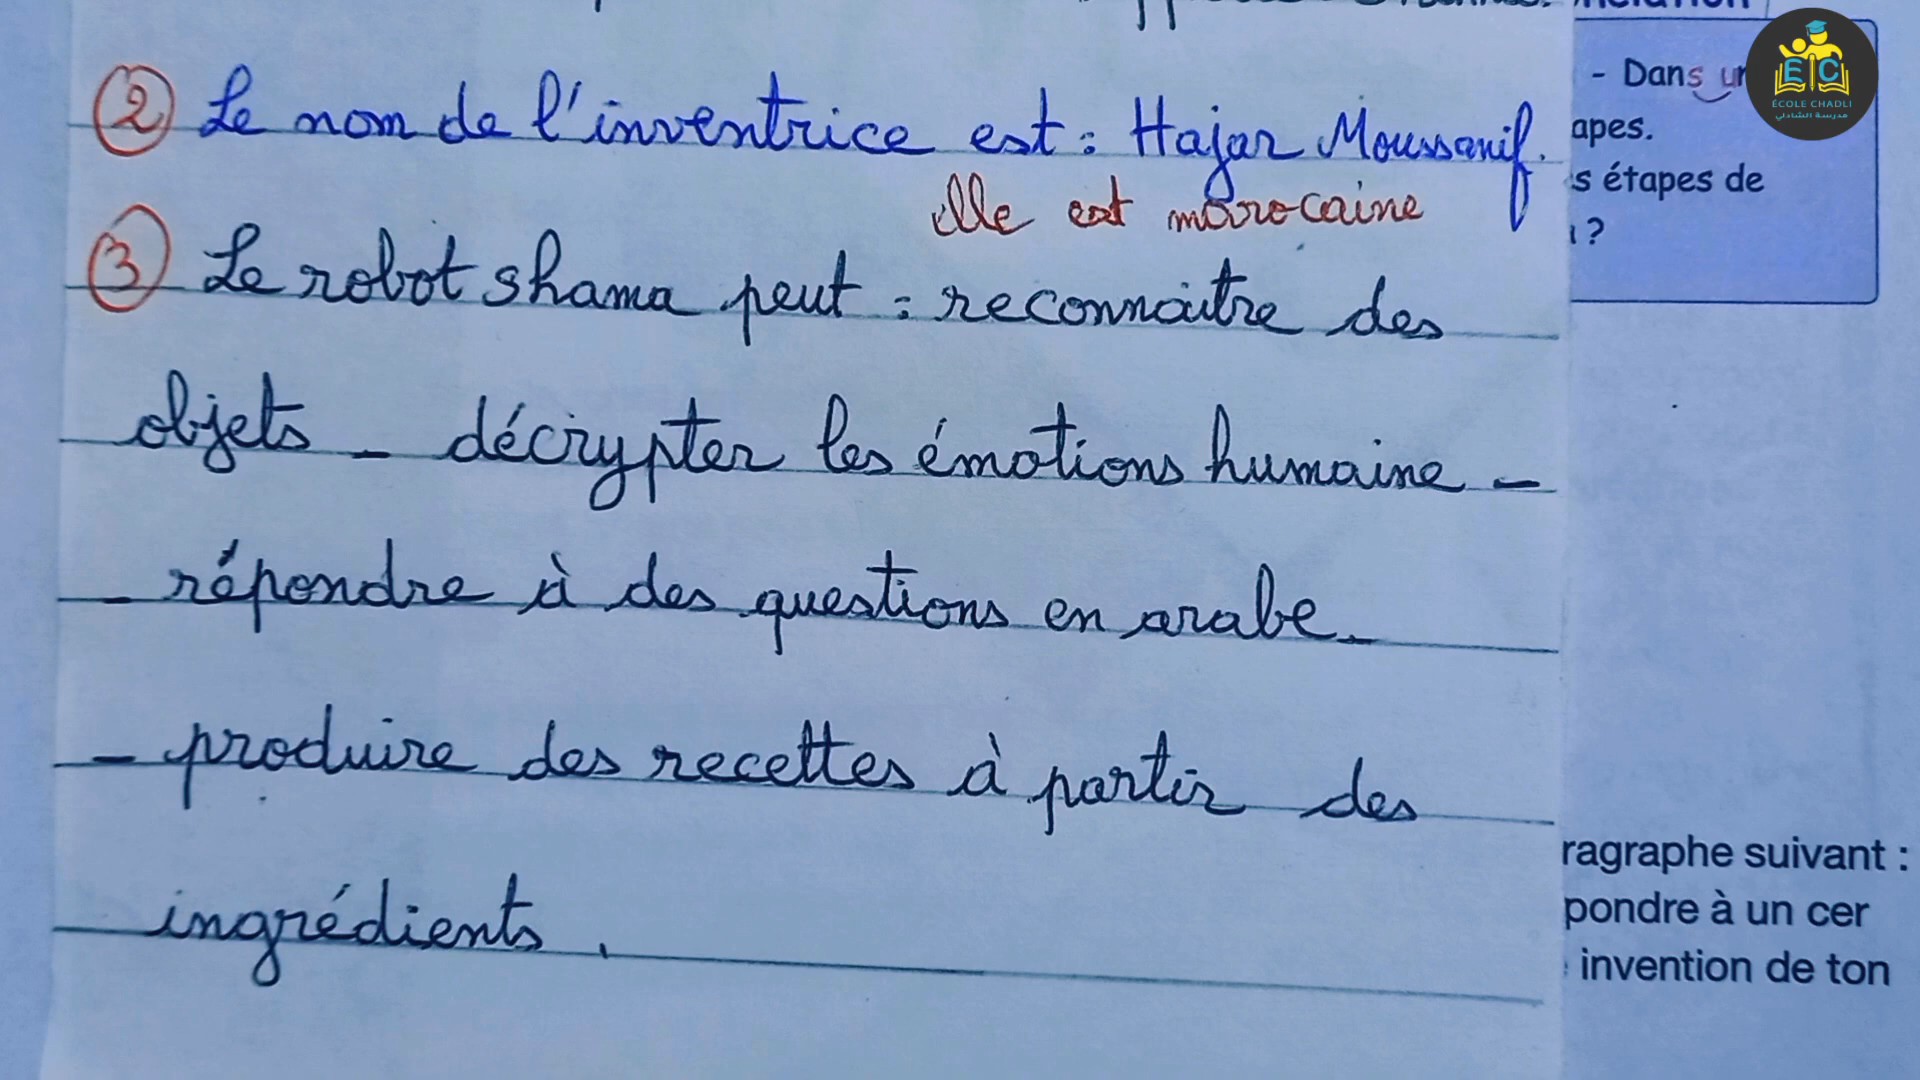 ② Le nom de l'inventrice est : Hajar Moussanif.
elle est marocaine
③ Le robot shama peut : reconnaitre des
objets - décrypter les émotions humaine -
- répondre à des questions en arabe -
- produire des recettes à partir des
ingrédients.
- Dans un
apes.
s étapes de
?
ragraphe suivant :
pondre à un cer
invention de ton
E C
ÉCOLE CHADLI
مدرسة الشادلي